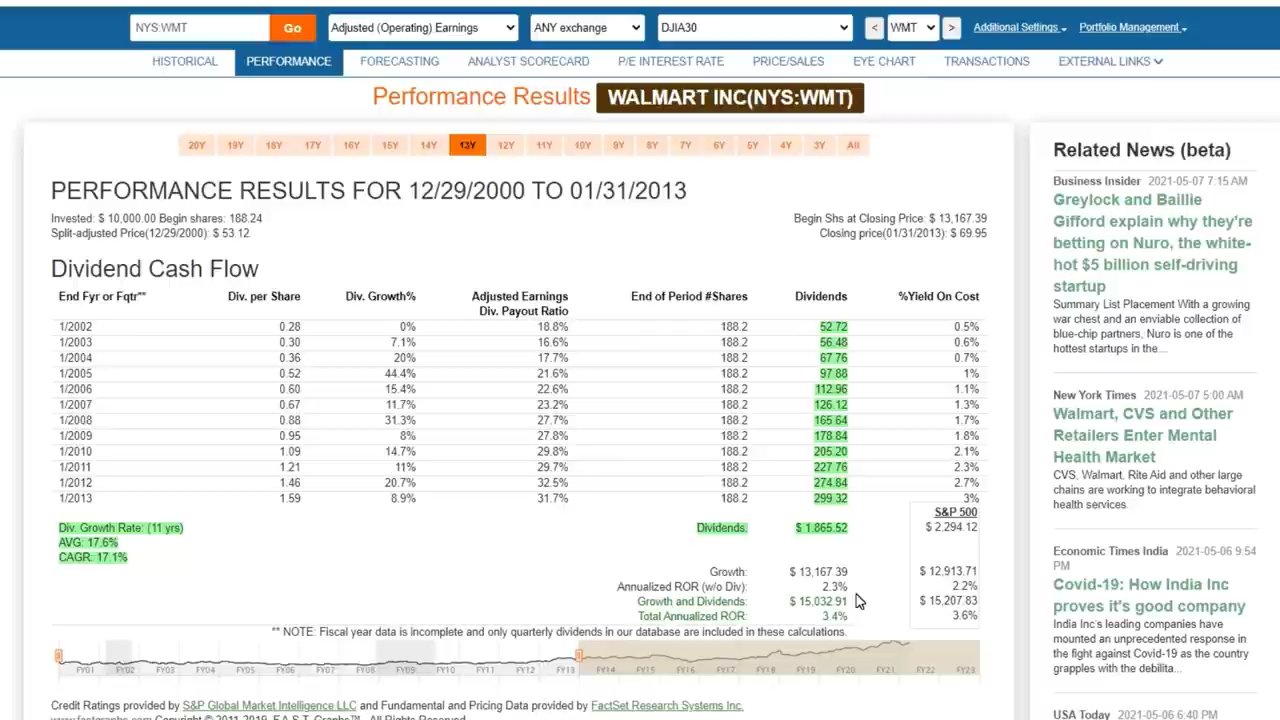 NYS:WMT Go Adjusted (Operating) Earnings ANY exchange DJIA30 < WMT > Additional Settings Portfolio Management
HISTORICAL PERFORMANCE FORECASTING ANALYST SCORECARD P/E INTEREST RATE PRICE/SALES EYE CHART TRANSACTIONS EXTERNAL LINKS
Performance Results WALMART INC(NYS:WMT)
20Y 19Y 18Y 17Y 16Y 15Y 14Y 13Y 12Y 11Y 10Y 9Y 8Y 7Y 6Y 5Y 4Y 3Y All
PERFORMANCE RESULTS FOR 12/29/2000 TO 01/31/2013
Invested: $ 10,000.00 Begin shares: 188.24 Begin Shs at Closing Price: $ 13,167.39
Split-adjusted Price(12/29/2000): $ 53.12 Closing price(01/31/2013): $ 69.95
Dividend Cash Flow
End Fyr or Fqtr** Div. per Share Div. Growth% Adjusted Earnings End of Period #Shares Dividends %Yield On Cost
Div. Payout Ratio
1/2002 0.28 0% 18.8% 188.2 52.72 0.5%
1/2003 0.30 7.1% 16.6% 188.2 56.48 0.6%
1/2004 0.36 20% 17.7% 188.2 67.76 0.7%
1/2005 0.52 44.4% 21.6% 188.2 97.88 1%
1/2006 0.60 15.4% 22.6% 188.2 112.96 1.1%
1/2007 0.67 11.7% 23.2% 188.2 126.12 1.3%
1/2008 0.88 31.3% 27.7% 188.2 165.64 1.7%
1/2009 0.95 8% 27.8% 188.2 178.84 1.8%
1/2010 1.09 14.7% 29.8% 188.2 205.20 2.1%
1/2011 1.21 11% 29.7% 188.2 227.76 2.3%
1/2012 1.46 20.7% 32.5% 188.2 274.84 2.7%
1/2013 1.59 8.9% 31.7% 188.2 299.32 3%
S&P 500
Div. Growth Rate: (11 yrs) Dividends: $ 1,865.52 $ 2,294.12
AVG: 17.6%
CAGR: 17.1%
Growth: $ 13,167.39 $ 12,913.71
Annualized ROR (w/o Div): 2.3% 2.2%
Growth and Dividends: $ 15,032.91 $ 15,207.83
Total Annualized ROR: 3.4% 3.6%
** NOTE: Fiscal year data is incomplete and only quarterly dividends in our database are included in these calculations.
FY01 FY02 FY03 FY04 FY05 FY06 FY07 FY08 FY09 FY10 FY11 FY12 FY13 FY14 FY15 FY16 FY17 FY18 FY19 FY20 FY21 FY22 FY23
Credit Ratings provided by S&P Global Market Intelligence LLC and Fundamental and Pricing Data provided by FactSet Research Systems Inc.
www.fastgraphs.com Copyright © 2011-2019, F.A.S.T. Graphs™ - All Rights Reserved
Related News (beta)
Business Insider 2021-05-07 7:15 AM
Greylock and Baillie
Gifford explain why they're
betting on Nuro, the white-
hot $5 billion self-driving
startup
Summary List Placement With a growing
war chest and an enviable collection of
blue-chip partners, Nuro is one of the
hottest startups in the...
New York Times 2021-05-07 5:00 AM
Walmart, CVS and Other
Retailers Enter Mental
Health Market
CVS, Walmart, Rite Aid and other large
chains are working to integrate behavioral
health services.
Economic Times India 2021-05-06 9:54
PM
Covid-19: How India Inc
proves it's good company
India Inc's leading companies have
mounted an unprecedented response in
the fight against Covid-19 as the country
grapples with the debilita...
USA Today 2021-05-06 6:40 PM